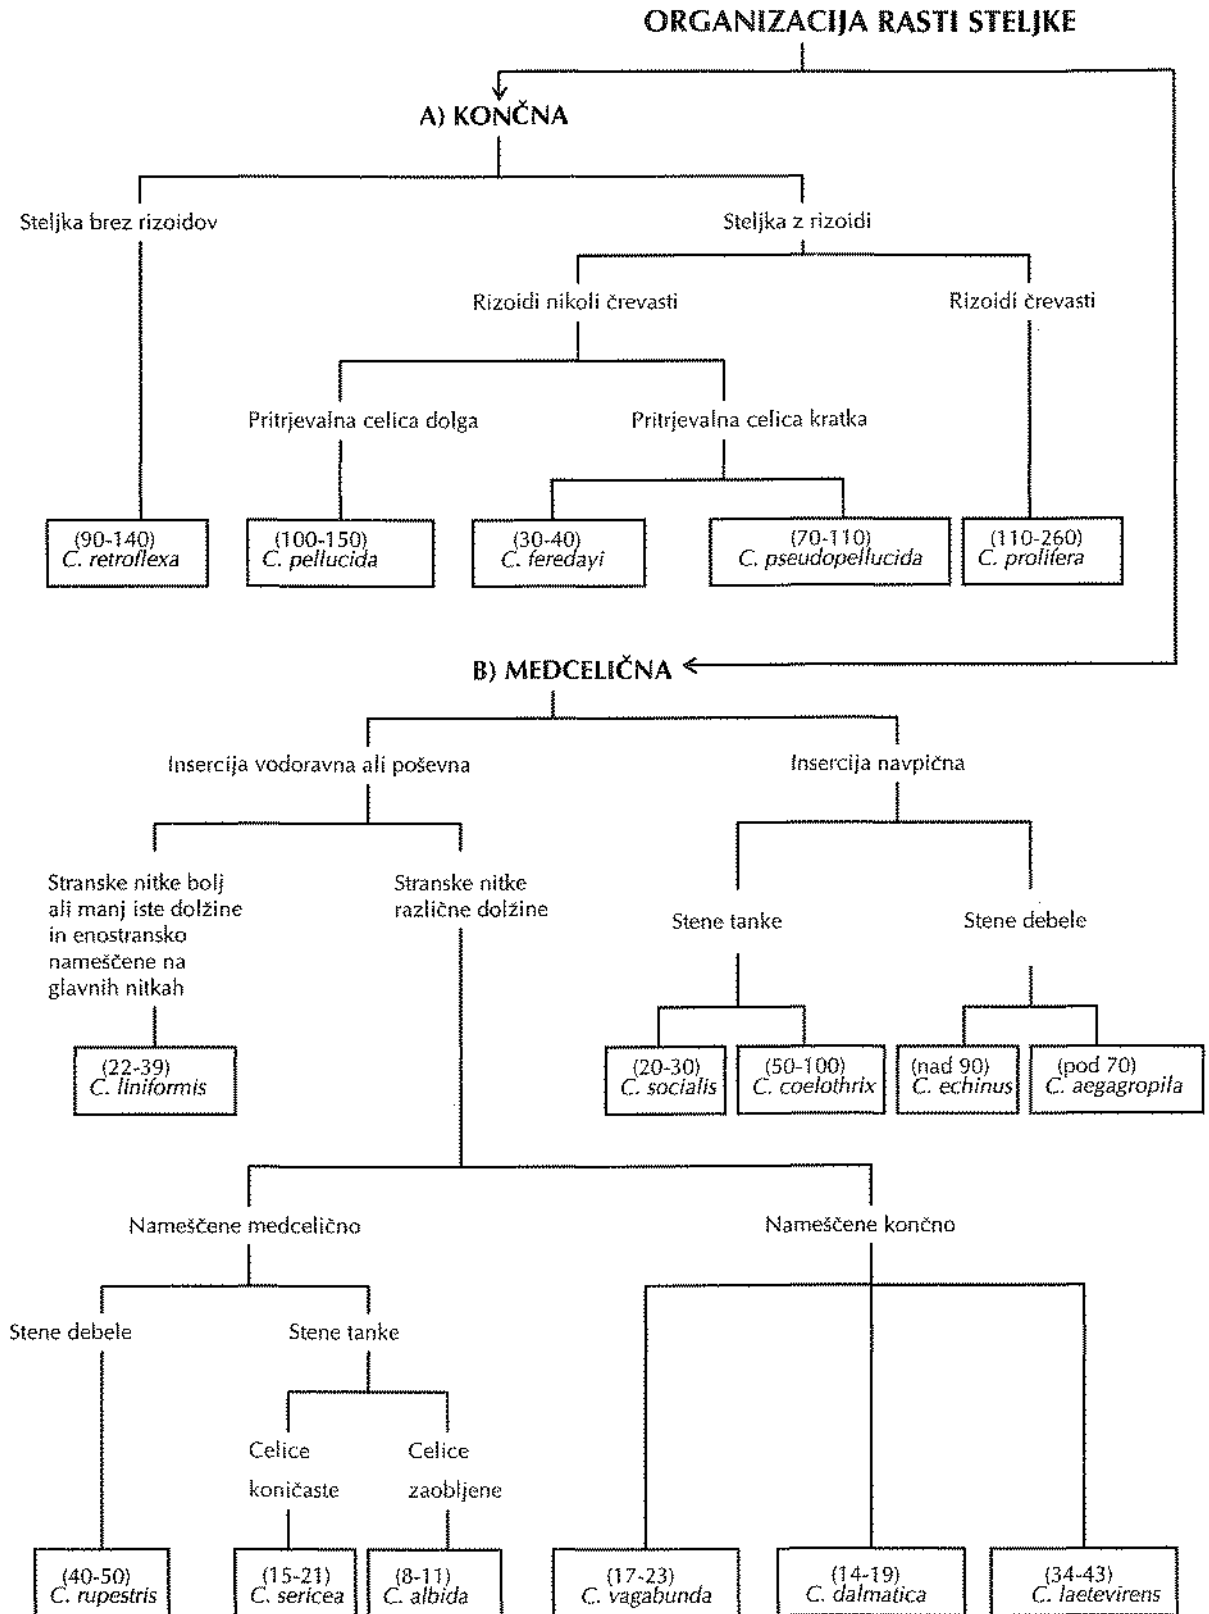 ORGANIZACIJA RASTI STELJKE
A) KONČNA
Steljka brez rizoidov
Steljka z rizoidi
Rizoidi nikoli črevasti
Rizoidi črevasti
Pritrjevalna celica dolga
Pritrjevalna celica kratka
(90-140)
C. retroflexa
(100-150)
C. pellucida
(30-40)
C. feredayi
(70-110)
C. pseudopellucida
(110-260)
C. prolifera
B) MEDCELIČNA
Insercija vodoravna ali poševna
Insercija navpična
Stranske nitke bolj
ali manj iste dolžine
in enostransko
nameščene na
glavnih nitkah
Stranske nitke
različne dolžine
Stene tanke
Stene debele
(22-39)
C. liniformis
(20-30)
C. socialis
(50-100)
C. coelothrix
(nad 90)
C. echinus
(pod 70)
C. aegagropila
Nameščene medcelično
Nameščene končno
Stene debele
Stene tanke
Celice
koničaste
Celice
zaobljene
(40-50)
C. rupestris
(15-21)
C. sericea
(8-11)
C. albida
(17-23)
C. vagabunda
(14-19)
C. dalmatica
(34-43)
C. laetevirens